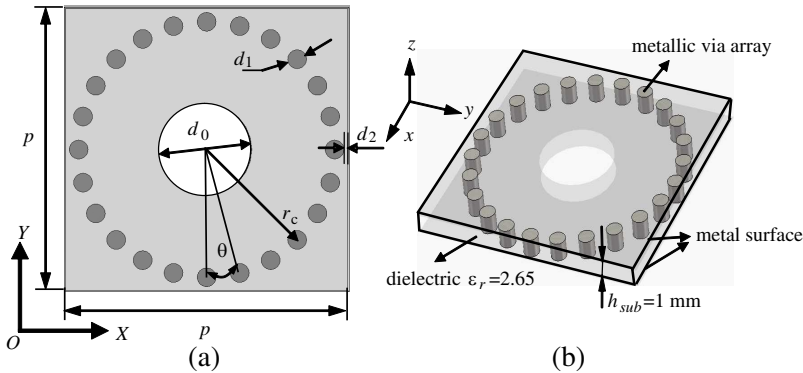 d1
d0
d2
p
rc
θ
Y
O
X
p
(a)
z
y
x
metallic via array
metal surface
dielectric εr=2.65
hsub=1 mm
(b)